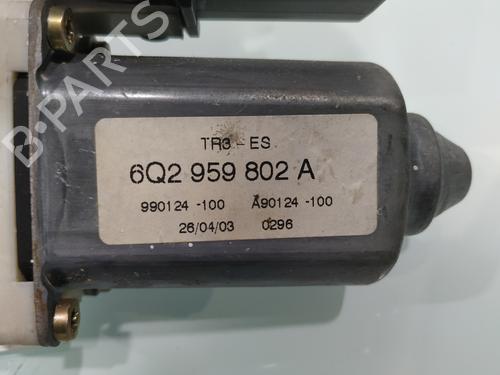 B-PARTS
TR3 - ES
6Q2 959 802 A
990124 -100 A90124 -100
26/04/03 0296